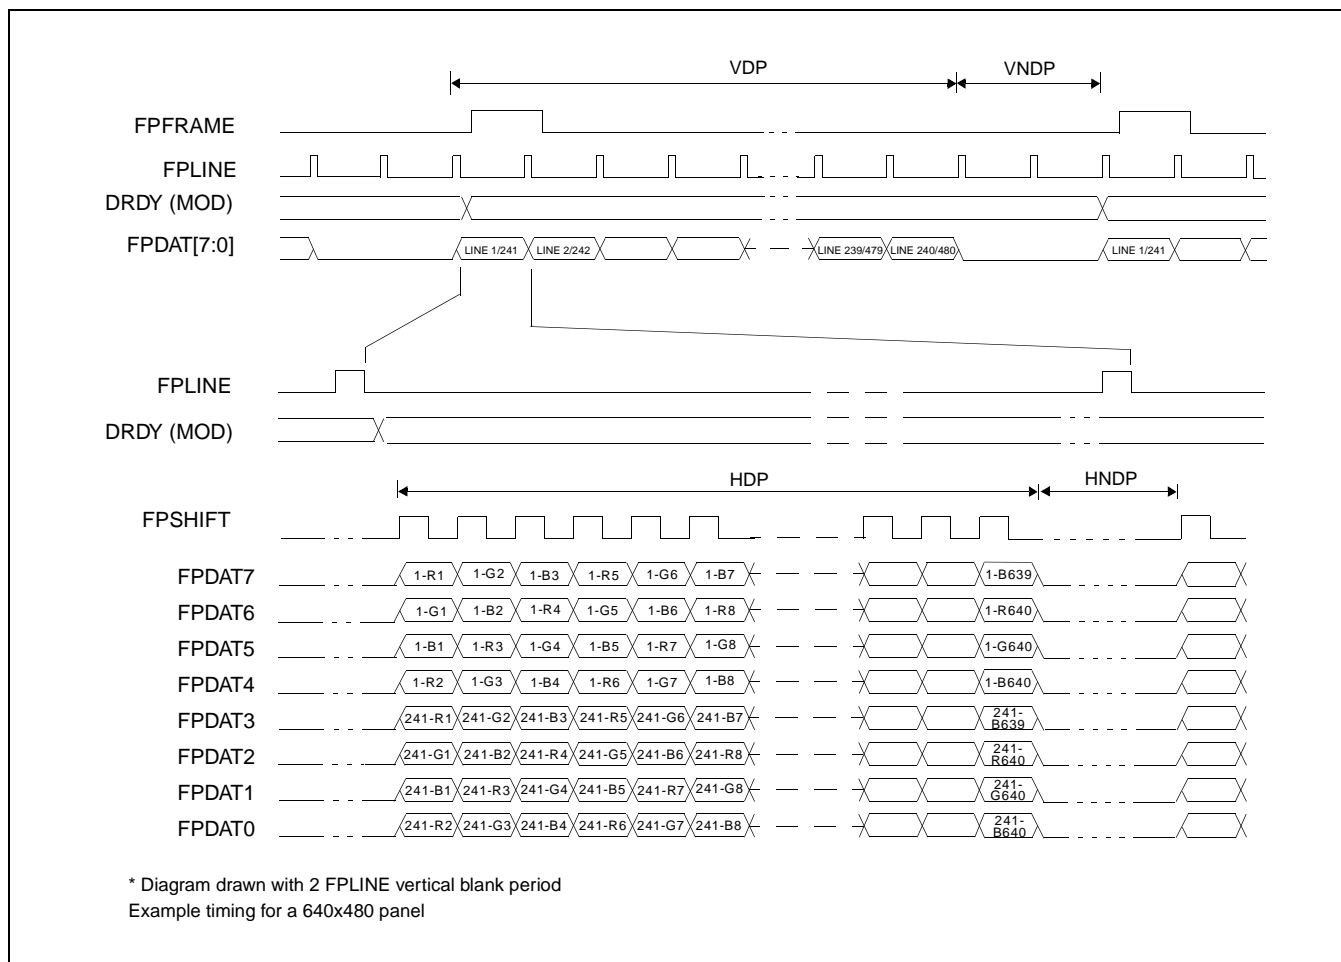 VDP VNDP
FPFRAME
FPLINE
DRDY (MOD)
FPDAT[7:0] LINE 1/241 LINE 2/242 LINE 239/479 LINE 240/480 LINE 1/241
FPLINE
DRDY (MOD)
HDP HNDP
FPSHIFT
FPDAT7 1-R1 1-G2 1-B3 1-R5 1-G6 1-B7 1-B639
FPDAT6 1-G1 1-B2 1-R4 1-G5 1-B6 1-R8 1-R640
FPDAT5 1-B1 1-R3 1-G4 1-B5 1-R7 1-G8 1-G640
FPDAT4 1-R2 1-G3 1-B4 1-R6 1-G7 1-B8 1-B640
FPDAT3 241-R1 241-G2 241-B3 241-R5 241-G6 241-B7 241-B639
FPDAT2 241-G1 241-B2 241-R4 241-G5 241-B6 241-R8 241-R640
FPDAT1 241-B1 241-R3 241-G4 241-B5 241-R7 241-G8 241-G640
FPDAT0 241-R2 241-G3 241-B4 241-R6 241-G7 241-B8 241-B640
* Diagram drawn with 2 FPLINE vertical blank period
Example timing for a 640x480 panel